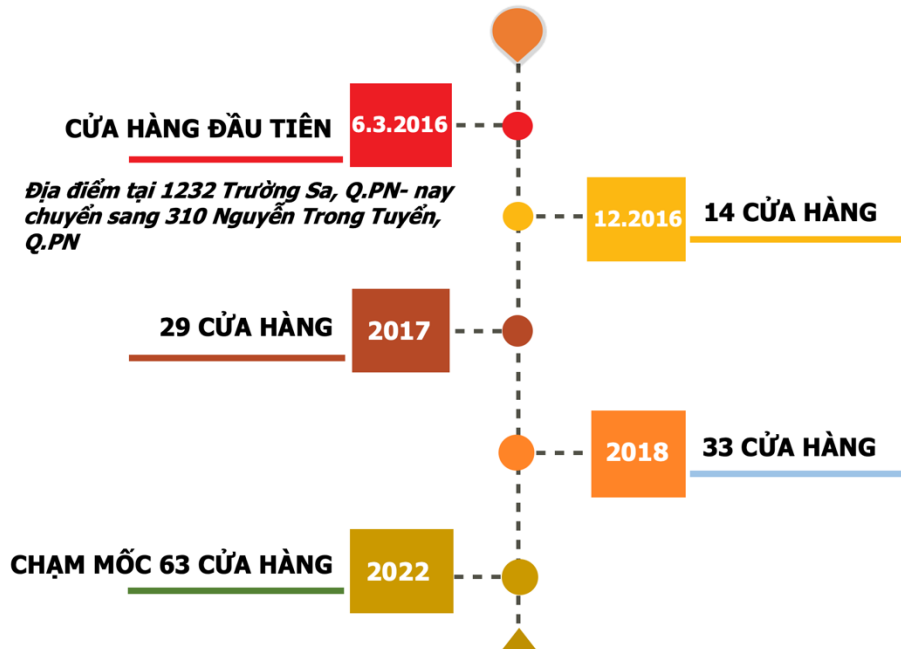 CỬA HÀNG ĐẦU TIÊN
6.3.2016
Địa điểm tại 1232 Trường Sa, Q.PN- nay
chuyển sang 310 Nguyễn Trong Tuyển,
Q.PN
12.2016
14 CỬA HÀNG
29 CỬA HÀNG
2017
2018
33 CỬA HÀNG
CHẠM MỐC 63 CỬA HÀNG
2022